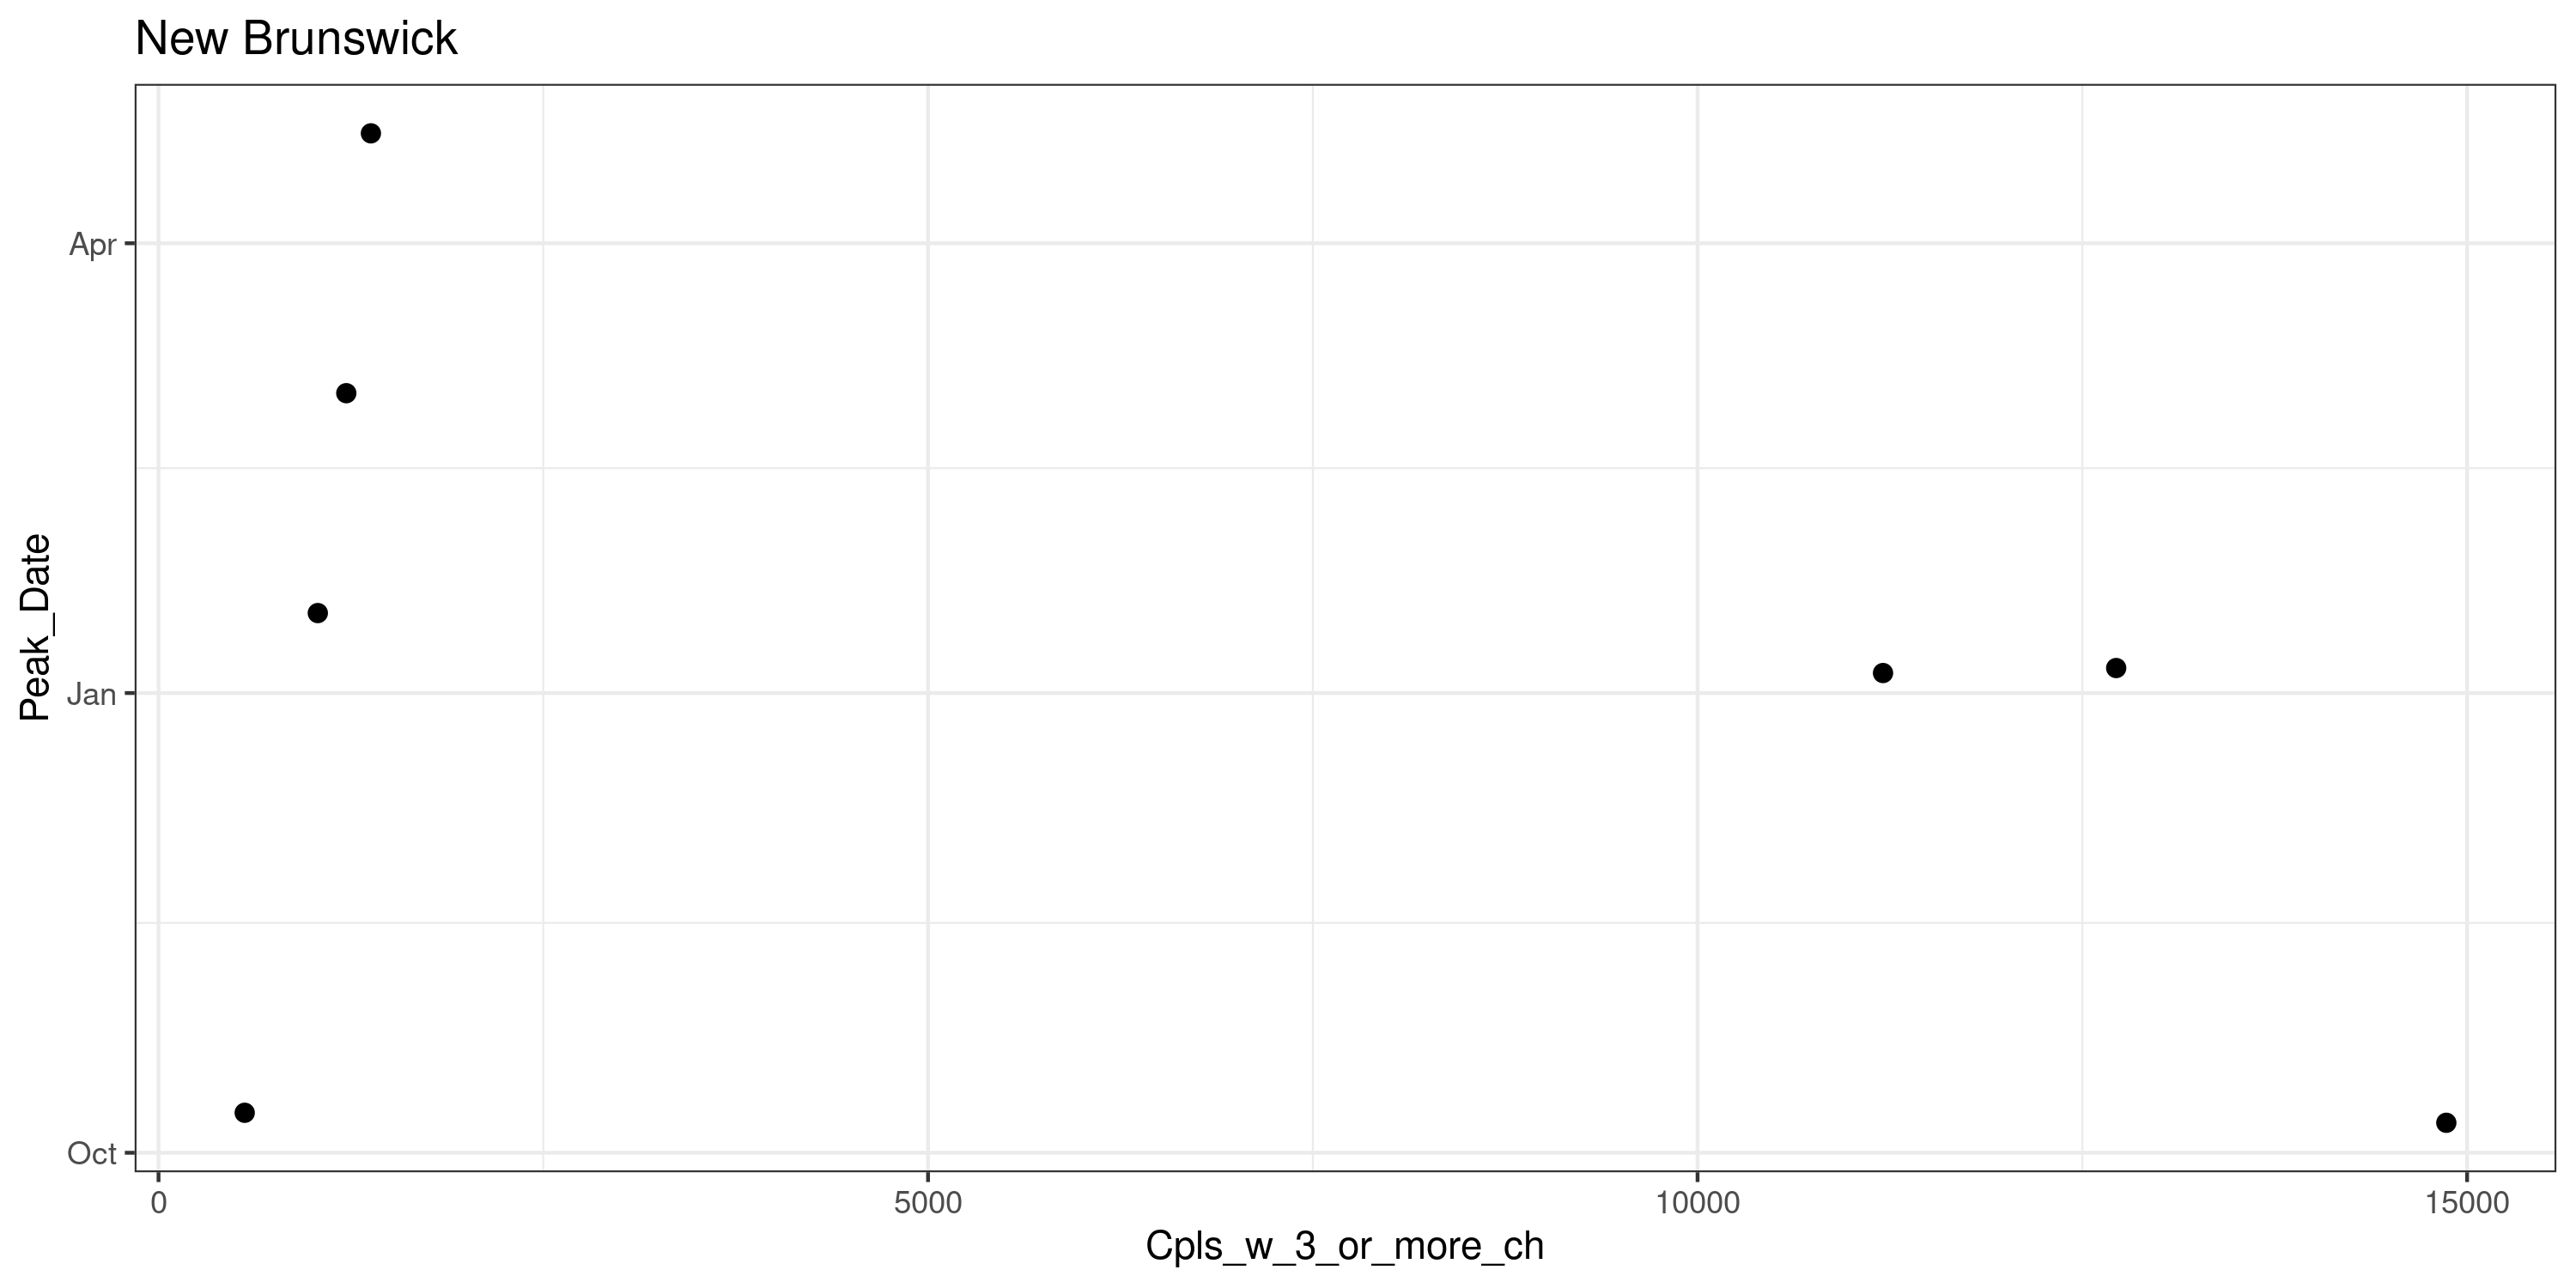 New Brunswick
Apr
Jan
Oct
Peak_Date
0 5000 10000 15000
Cpls_w_3_or_more_ch